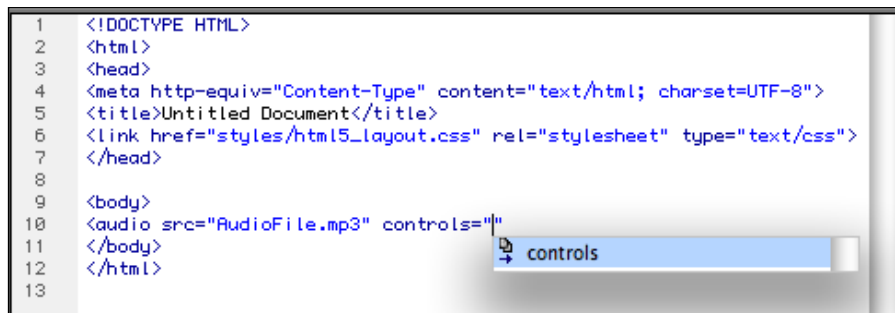 1 <!DOCTYPE HTML>
2 <html>
3 <head>
4 <meta http-equiv="Content-Type" content="text/html; charset=UTF-8">
5 <title>Untitled Document</title>
6 <link href="styles/html5_layout.css" rel="stylesheet" type="text/css">
7 </head>
8
9 <body>
10 <audio src="AudioFile.mp3" controls=""
11 </body>
controls
12 </html>
13